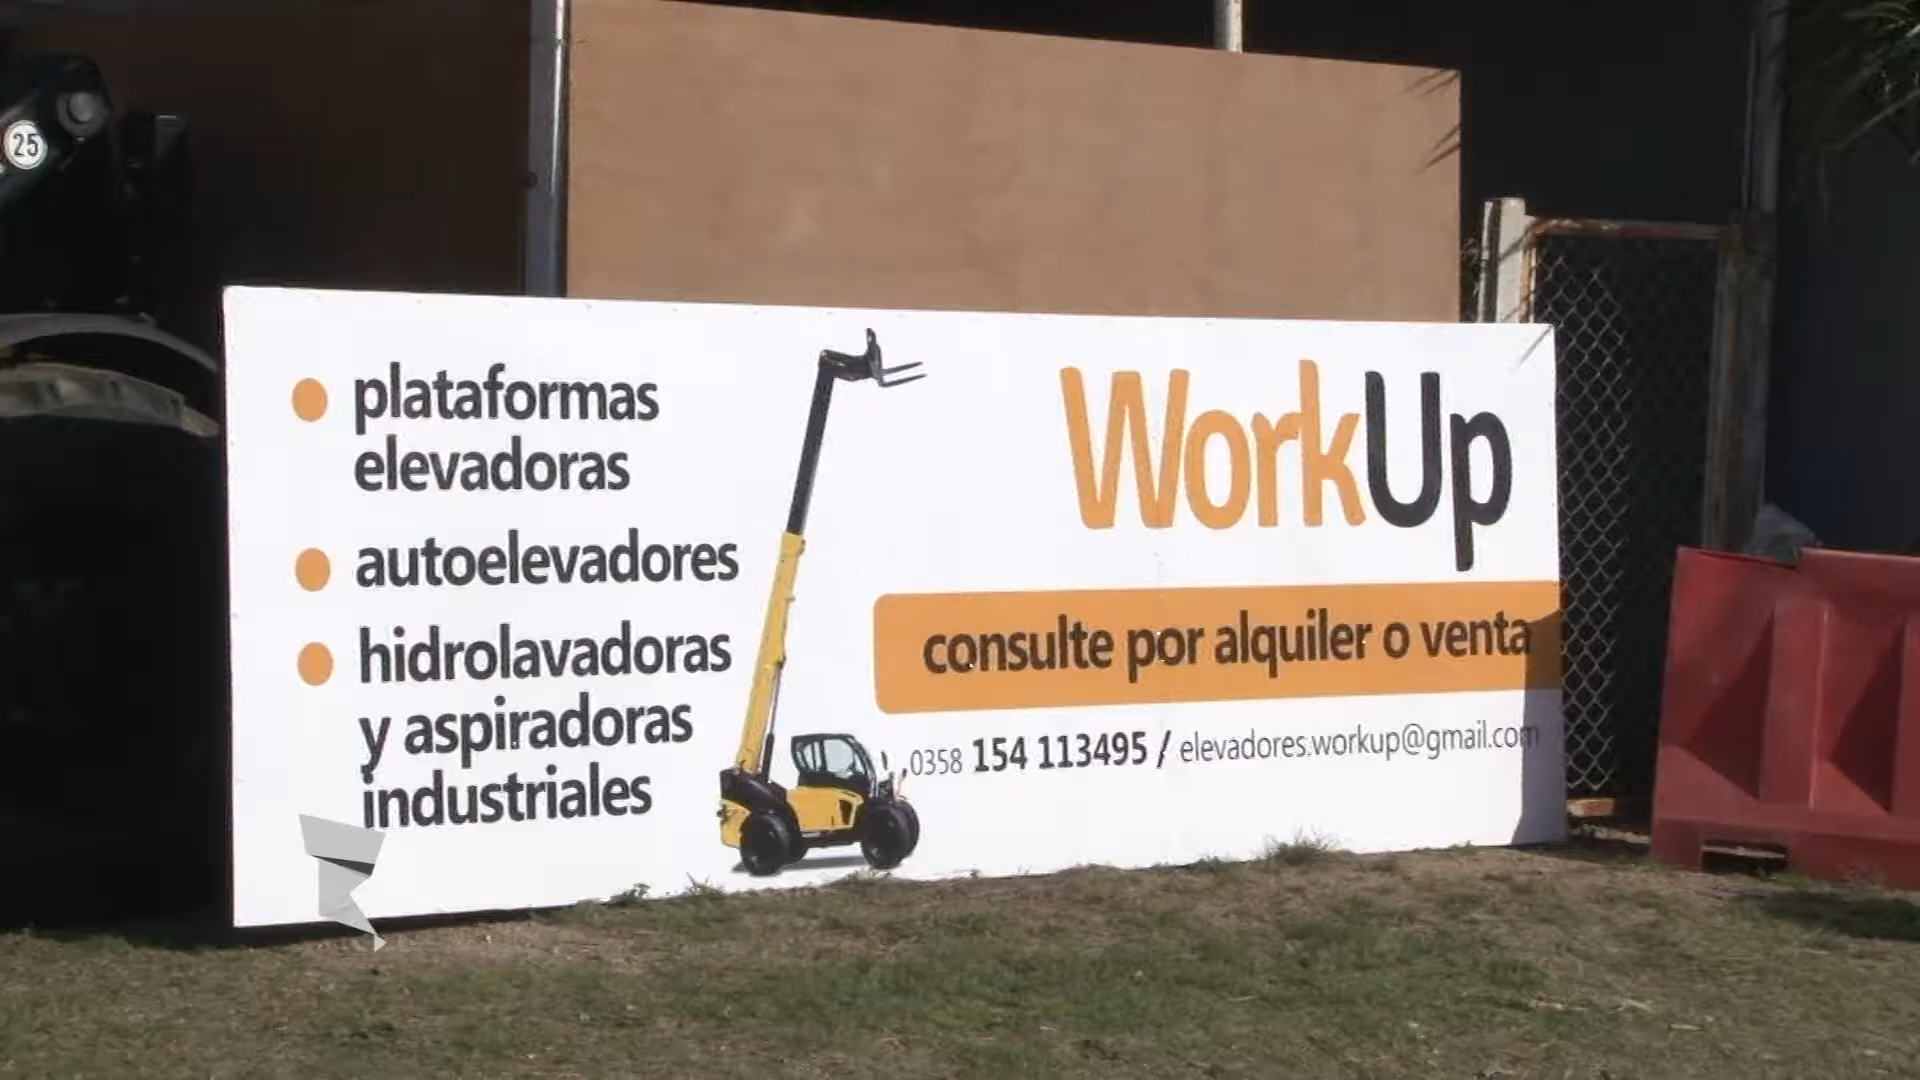 25
plataformas
elevadoras
autoelevadores
hidrolavadoras
y aspiradoras
industriales
WorkUp
consulte por alquiler o venta
0358 154 113495 / elevadores.workup@gmail.com